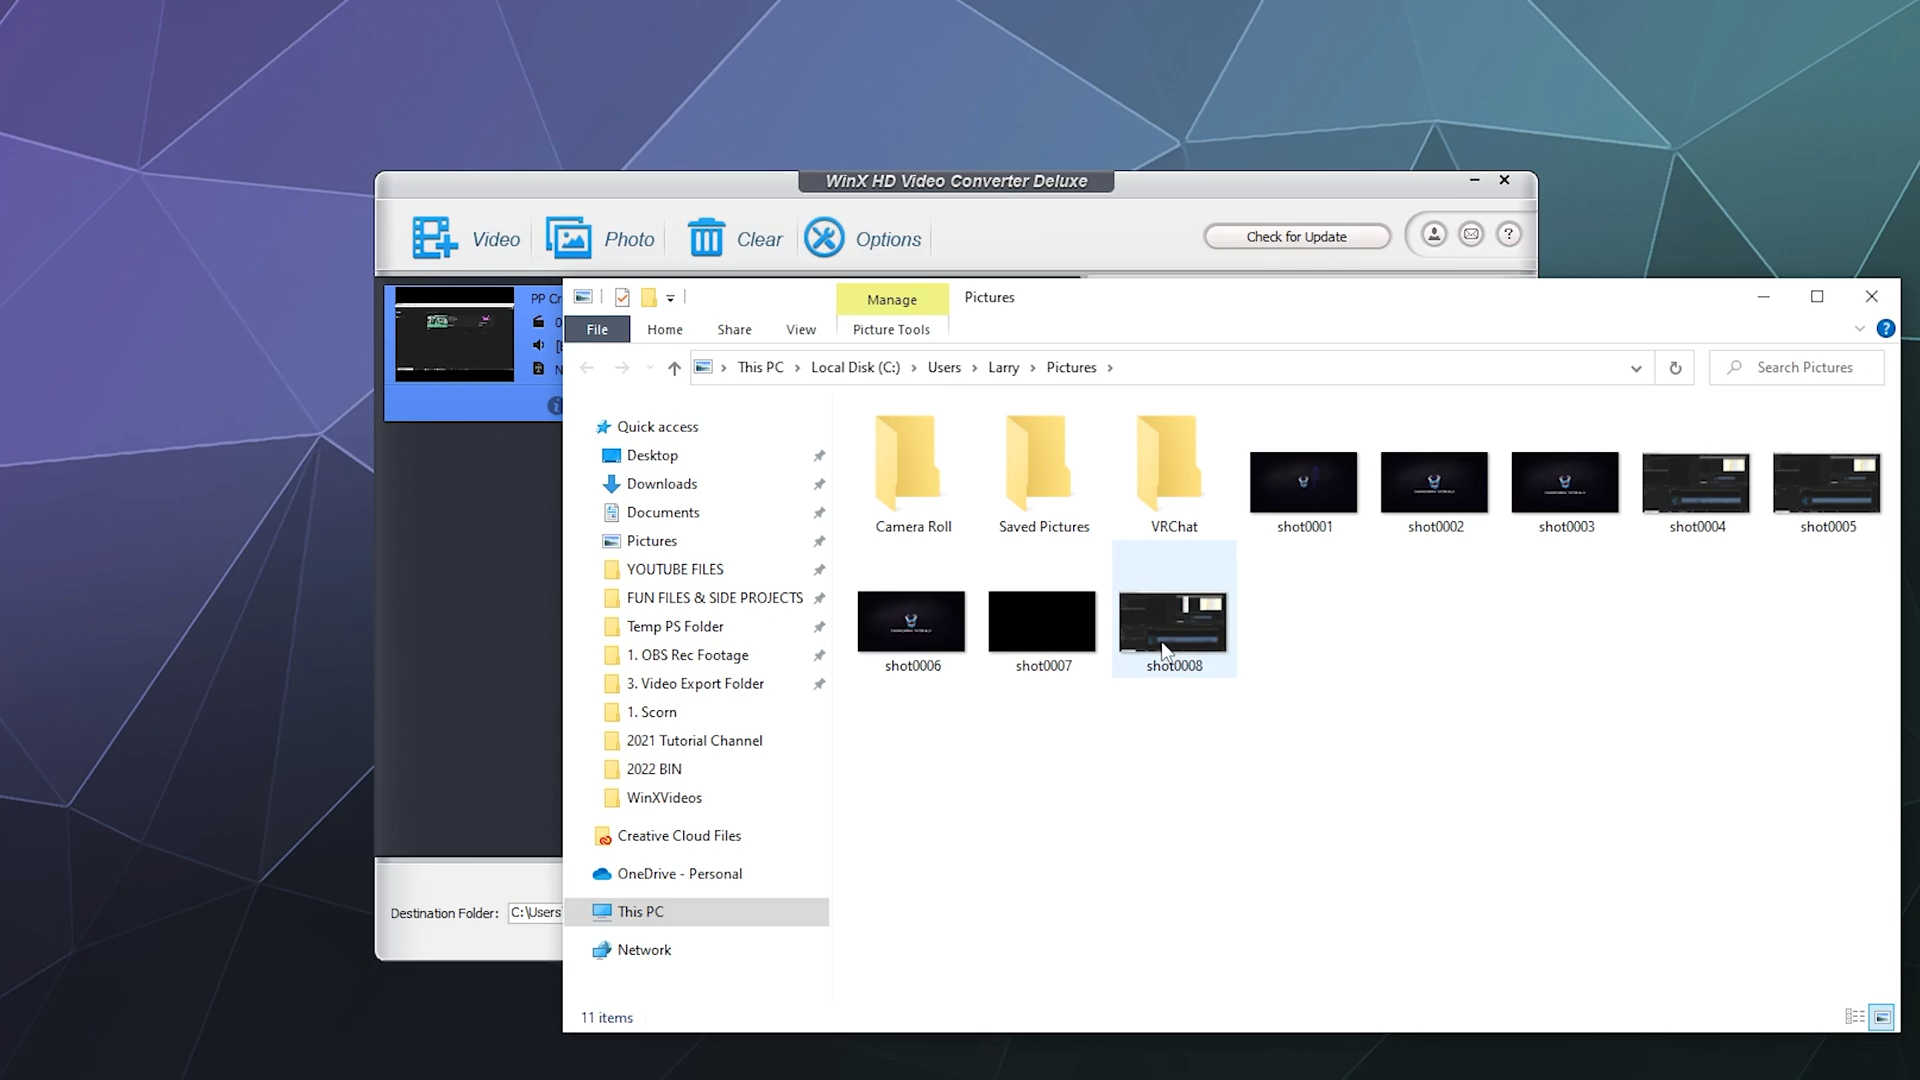 WinX HD Video Converter Deluxe
Video
Photo
Clear
Options
Check for Update
?
PP Cr
Manage
Pictures
File
Home
Share
View
Picture Tools
?
This PC > Local Disk (C:) > Users > Larry > Pictures >
Search Pictures
Quick access
Desktop
Downloads
Documents
Pictures
YOUTUBE FILES
FUN FILES & SIDE PROJECTS
Temp PS Folder
1. OBS Rec Footage
3. Video Export Folder
1. Scorn
2021 Tutorial Channel
2022 BIN
WinXVideos
Creative Cloud Files
OneDrive - Personal
This PC
Network
Camera Roll
Saved Pictures
VRChat
shot0001
shot0002
shot0003
shot0004
shot0005
shot0006
shot0007
shot0008
Destination Folder: C:\Users
11 items